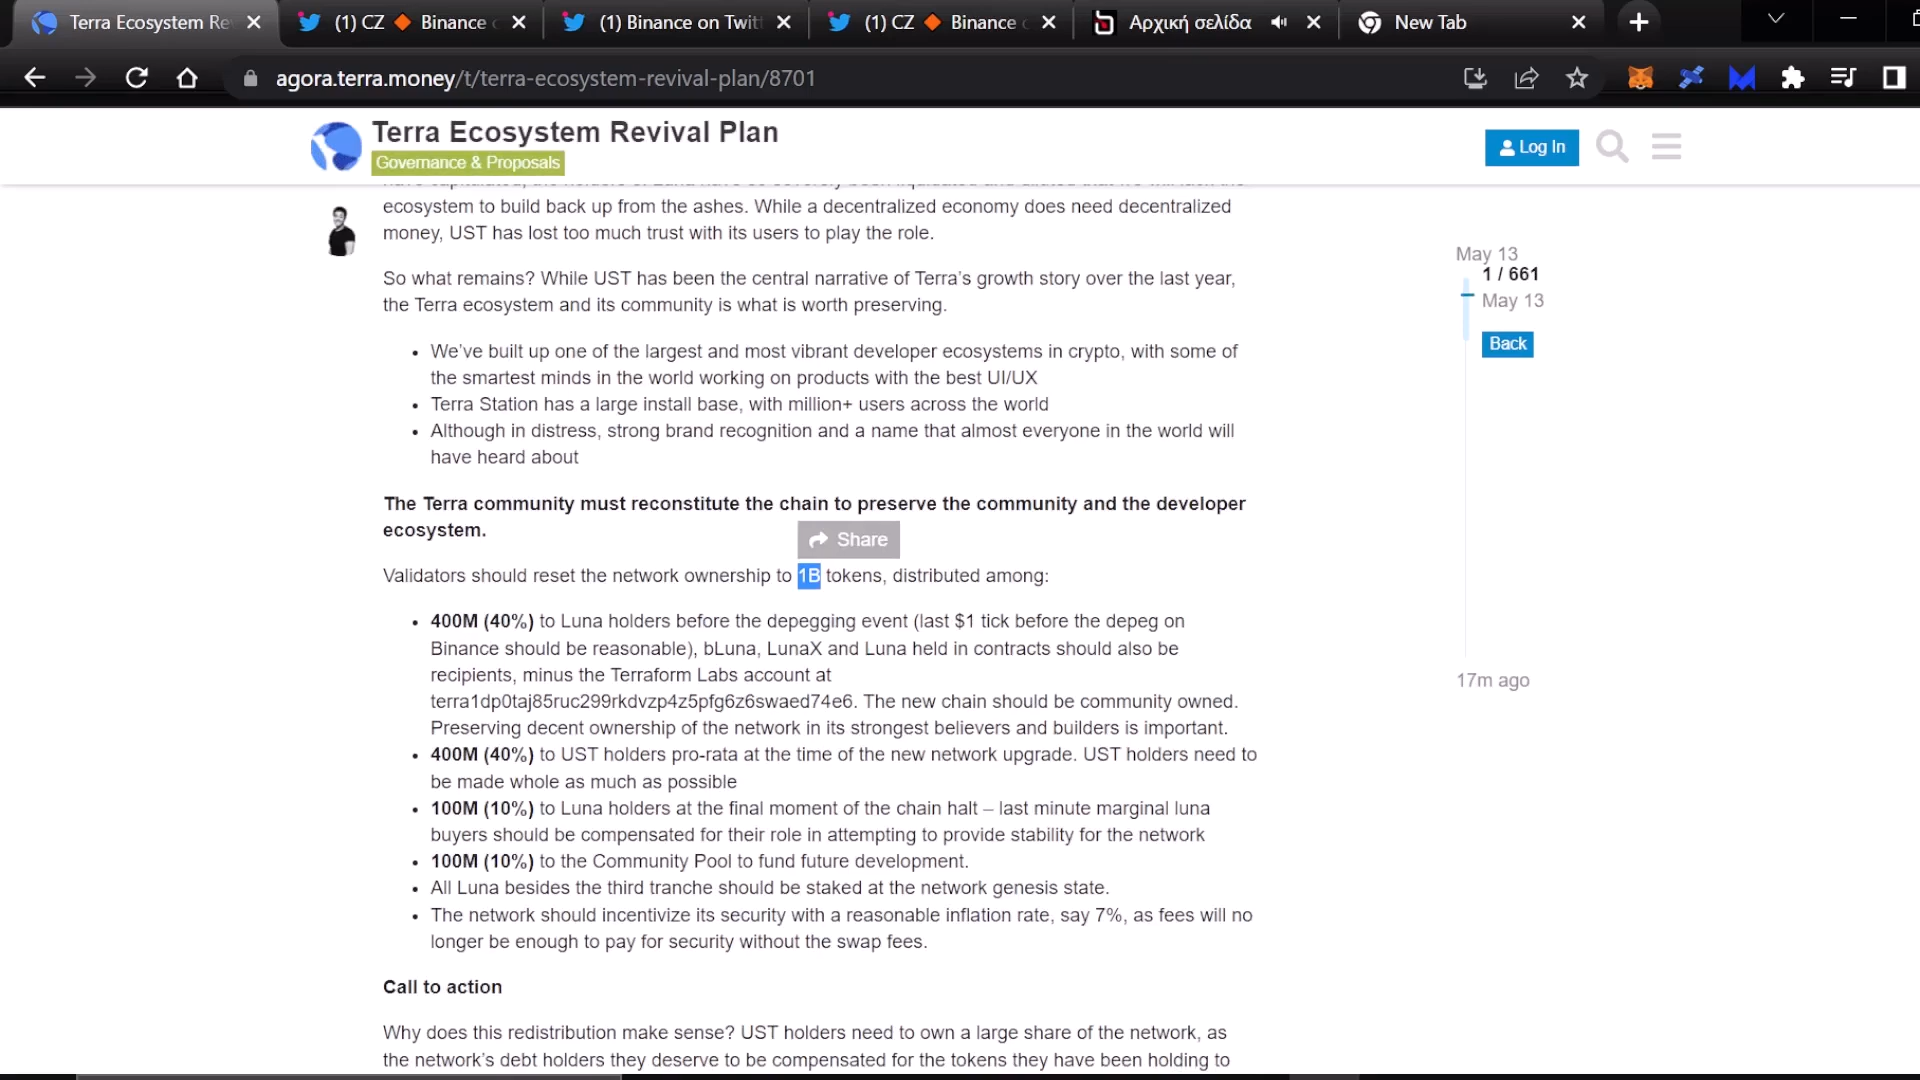 Terra Ecosystem Re
(1) CZ 🔶 Binance
(1) Binance on Twit
(1) CZ 🔶 Binance
Αρχική σελίδα
New Tab
agora.terra.money/t/terra-ecosystem-revival-plan/8701
Terra Ecosystem Revival Plan
Governance & Proposals
Log In
ecosystem to build back up from the ashes. While a decentralized economy does need decentralized
money, UST has lost too much trust with its users to play the role.
So what remains? While UST has been the central narrative of Terra's growth story over the last year,
the Terra ecosystem and its community is what is worth preserving.
• We've built up one of the largest and most vibrant developer ecosystems in crypto, with some of
the smartest minds in the world working on products with the best UI/UX
• Terra Station has a large install base, with million+ users across the world
• Although in distress, strong brand recognition and a name that almost everyone in the world will
have heard about
The Terra community must reconstitute the chain to preserve the community and the developer
ecosystem.
Share
Validators should reset the network ownership to 1B tokens, distributed among:
• 400M (40%) to Luna holders before the depegging event (last $1 tick before the depeg on
Binance should be reasonable), bLuna, LunaX and Luna held in contracts should also be
recipients, minus the Terraform Labs account at
terra1dp0taj85ruc299rkdvzp4z5pfg6z6swaed74e6. The new chain should be community owned.
Preserving decent ownership of the network in its strongest believers and builders is important.
• 400M (40%) to UST holders pro-rata at the time of the new network upgrade. UST holders need to
be made whole as much as possible
• 100M (10%) to Luna holders at the final moment of the chain halt – last minute marginal luna
buyers should be compensated for their role in attempting to provide stability for the network
• 100M (10%) to the Community Pool to fund future development.
• All Luna besides the third tranche should be staked at the network genesis state.
• The network should incentivize its security with a reasonable inflation rate, say 7%, as fees will no
longer be enough to pay for security without the swap fees.
Call to action
Why does this redistribution make sense? UST holders need to own a large share of the network, as
the network's debt holders they deserve to be compensated for the tokens they have been holding to
May 13
1 / 661
May 13
Back
17m ago